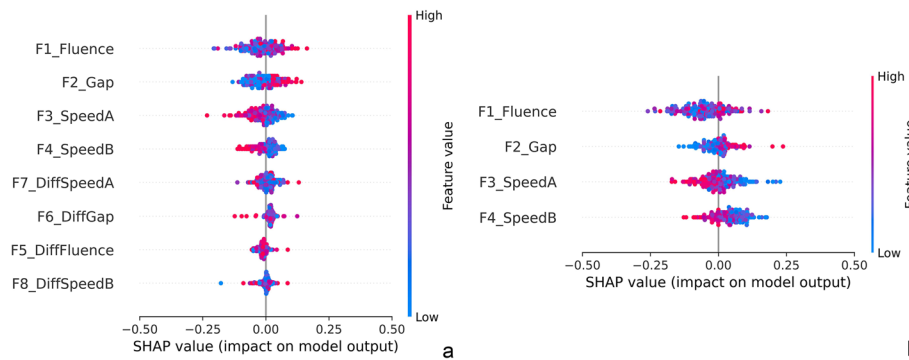 High
F1_Fluence
F2_Gap
F3_SpeedA
F4_SpeedB
F7_DiffSpeedA
F6_DiffGap
F5_DiffFluence
F8_DiffSpeedB
Feature value
Low
−0.50 −0.25 0.00 0.25 0.50
SHAP value (impact on model output)
a
High
F1_Fluence
F2_Gap
F3_SpeedA
F4_SpeedB
Low
−0.50 −0.25 0.00 0.25 0.50
SHAP value (impact on model output)